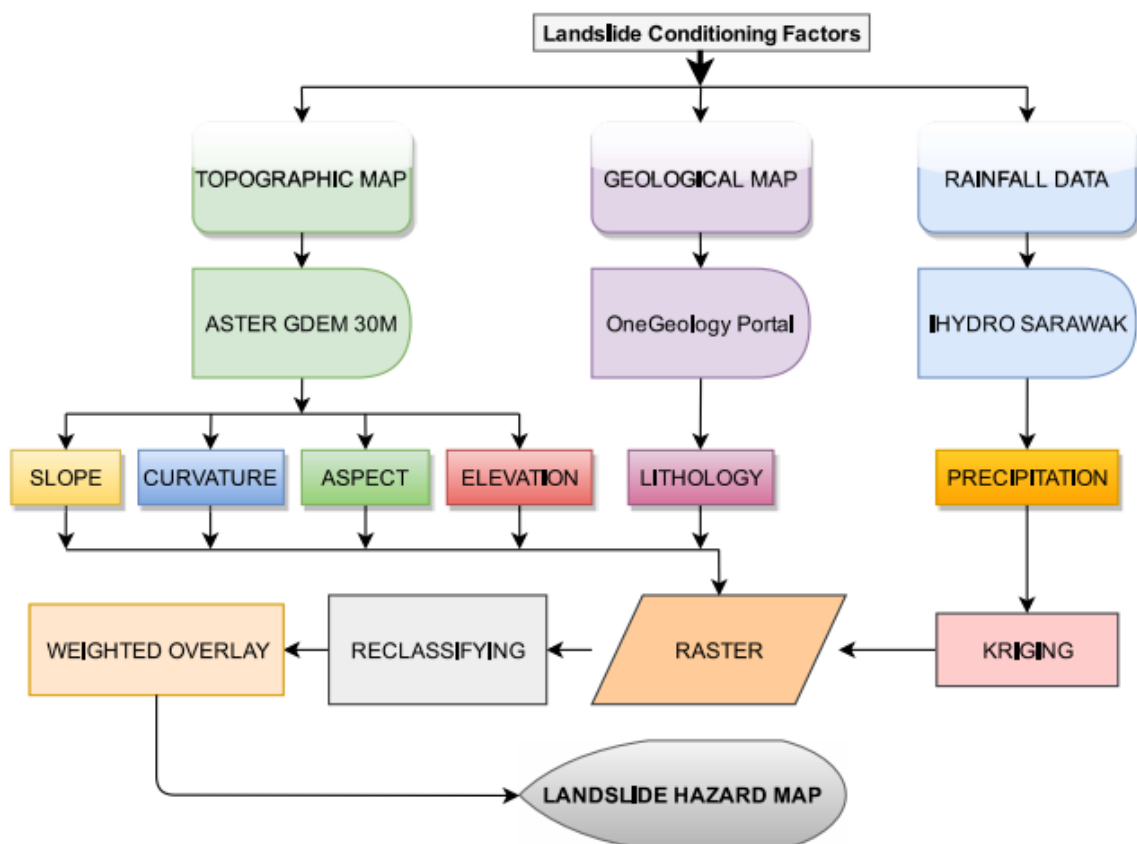 Landslide Conditioning Factors
TOPOGRAPHIC MAP
GEOLOGICAL MAP
RAINFALL DATA
ASTER GDEM 30M
OneGeology Portal
IHYDRO SARAWAK
SLOPE
CURVATURE
ASPECT
ELEVATION
LITHOLOGY
PRECIPITATION
WEIGHTED OVERLAY
RECLASSIFYING
RASTER
KRIGING
LANDSLIDE HAZARD MAP